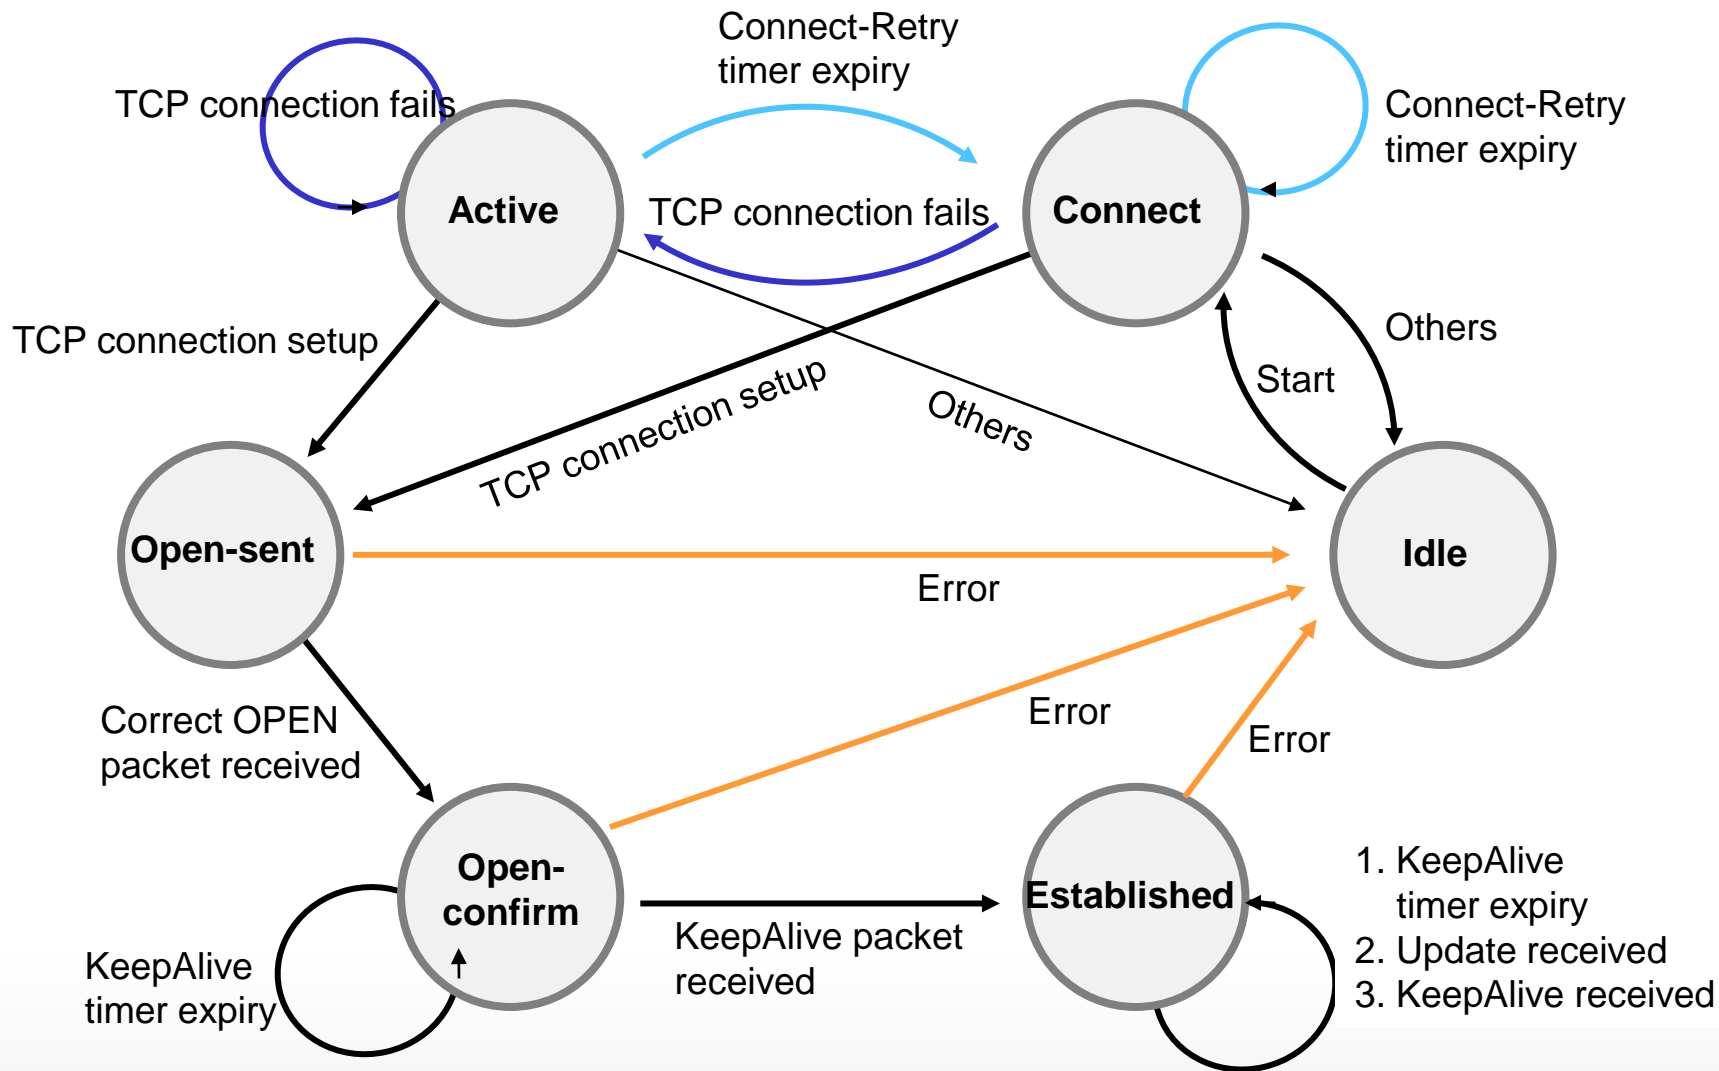 Connect-Retry
timer expiry
TCP connection fails
Connect-Retry
timer expiry
Active
TCP connection fails
Connect
TCP connection setup
Others
Start
TCP connection setup
Others
Open-sent
Idle
Error
Correct OPEN
packet received
Error
Error
Open-
confirm
Established
KeepAlive packet
received
KeepAlive
timer expiry
1. KeepAlive
timer expiry
2. Update received
3. KeepAlive received